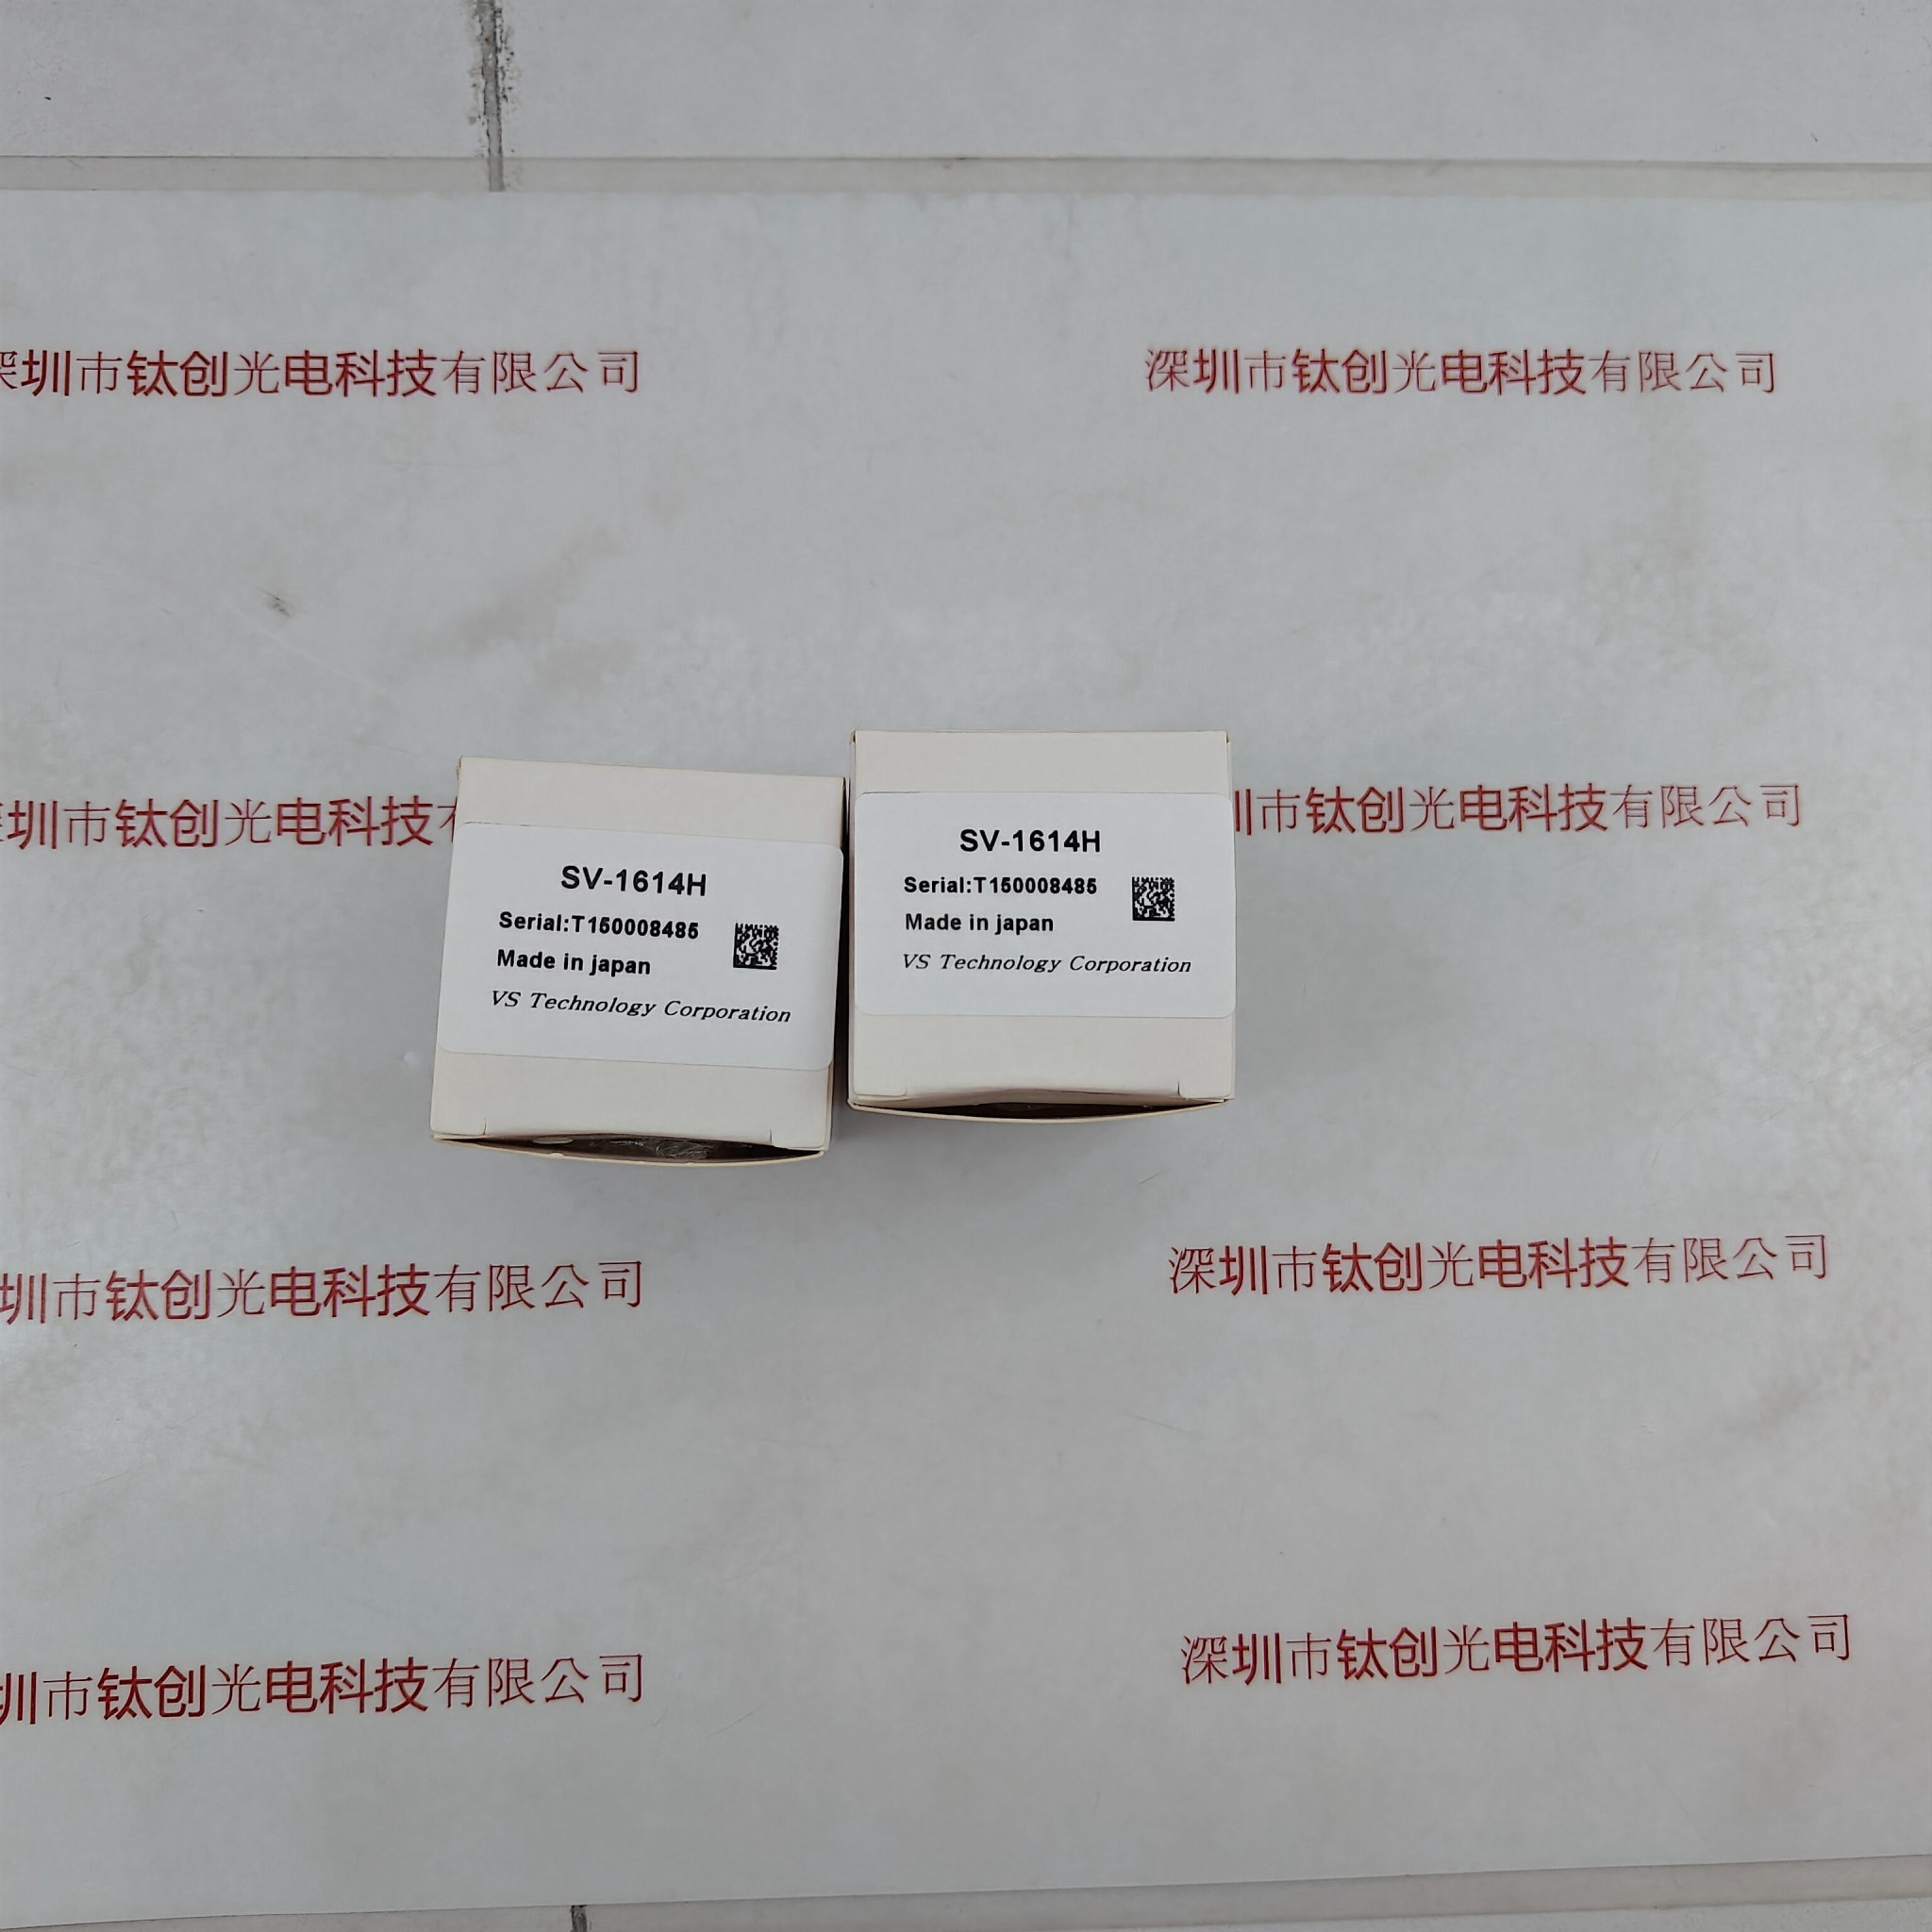 深圳市钛创光电科技有限公司
深圳市钛创光电科技有限公司
圳市钛创光电科技
市钛创光电科技有限公司
SV-1614H
Serial:T150008485
Made in japan
VS Technology Corporation
SV-1614H
Serial:T150008485
Made in japan
VS Technology Corporation
圳市钛创光电科技有限公司
深圳市钛创光电科技有限公司
圳市钛创光电科技有限公司
深圳市钛创光电科技有限公司